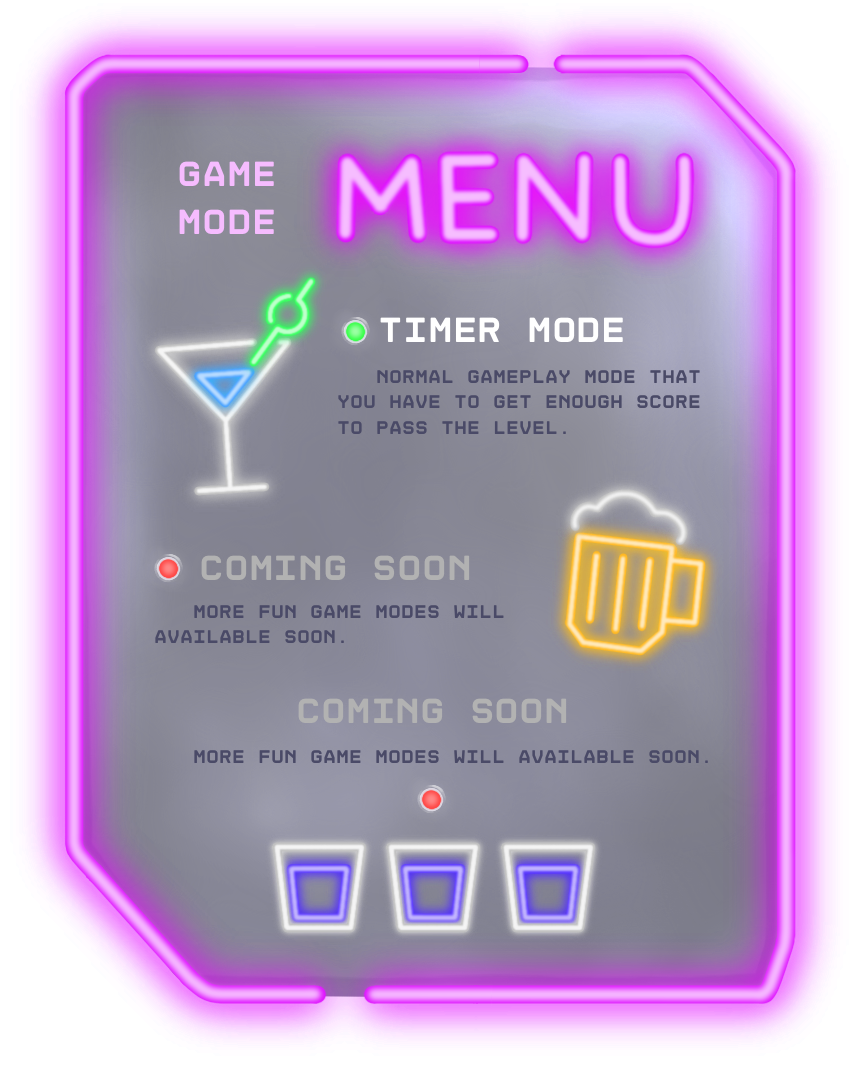 GAME
MODE
MENU
TIMER MODE
NORMAL GAMEPLAY MODE THAT
YOU HAVE TO GET ENOUGH SCORE
TO PASS THE LEVEL.
COMING SOON
MORE FUN GAME MODES WILL
AVAILABLE SOON.
COMING SOON
MORE FUN GAME MODES WILL AVAILABLE SOON.